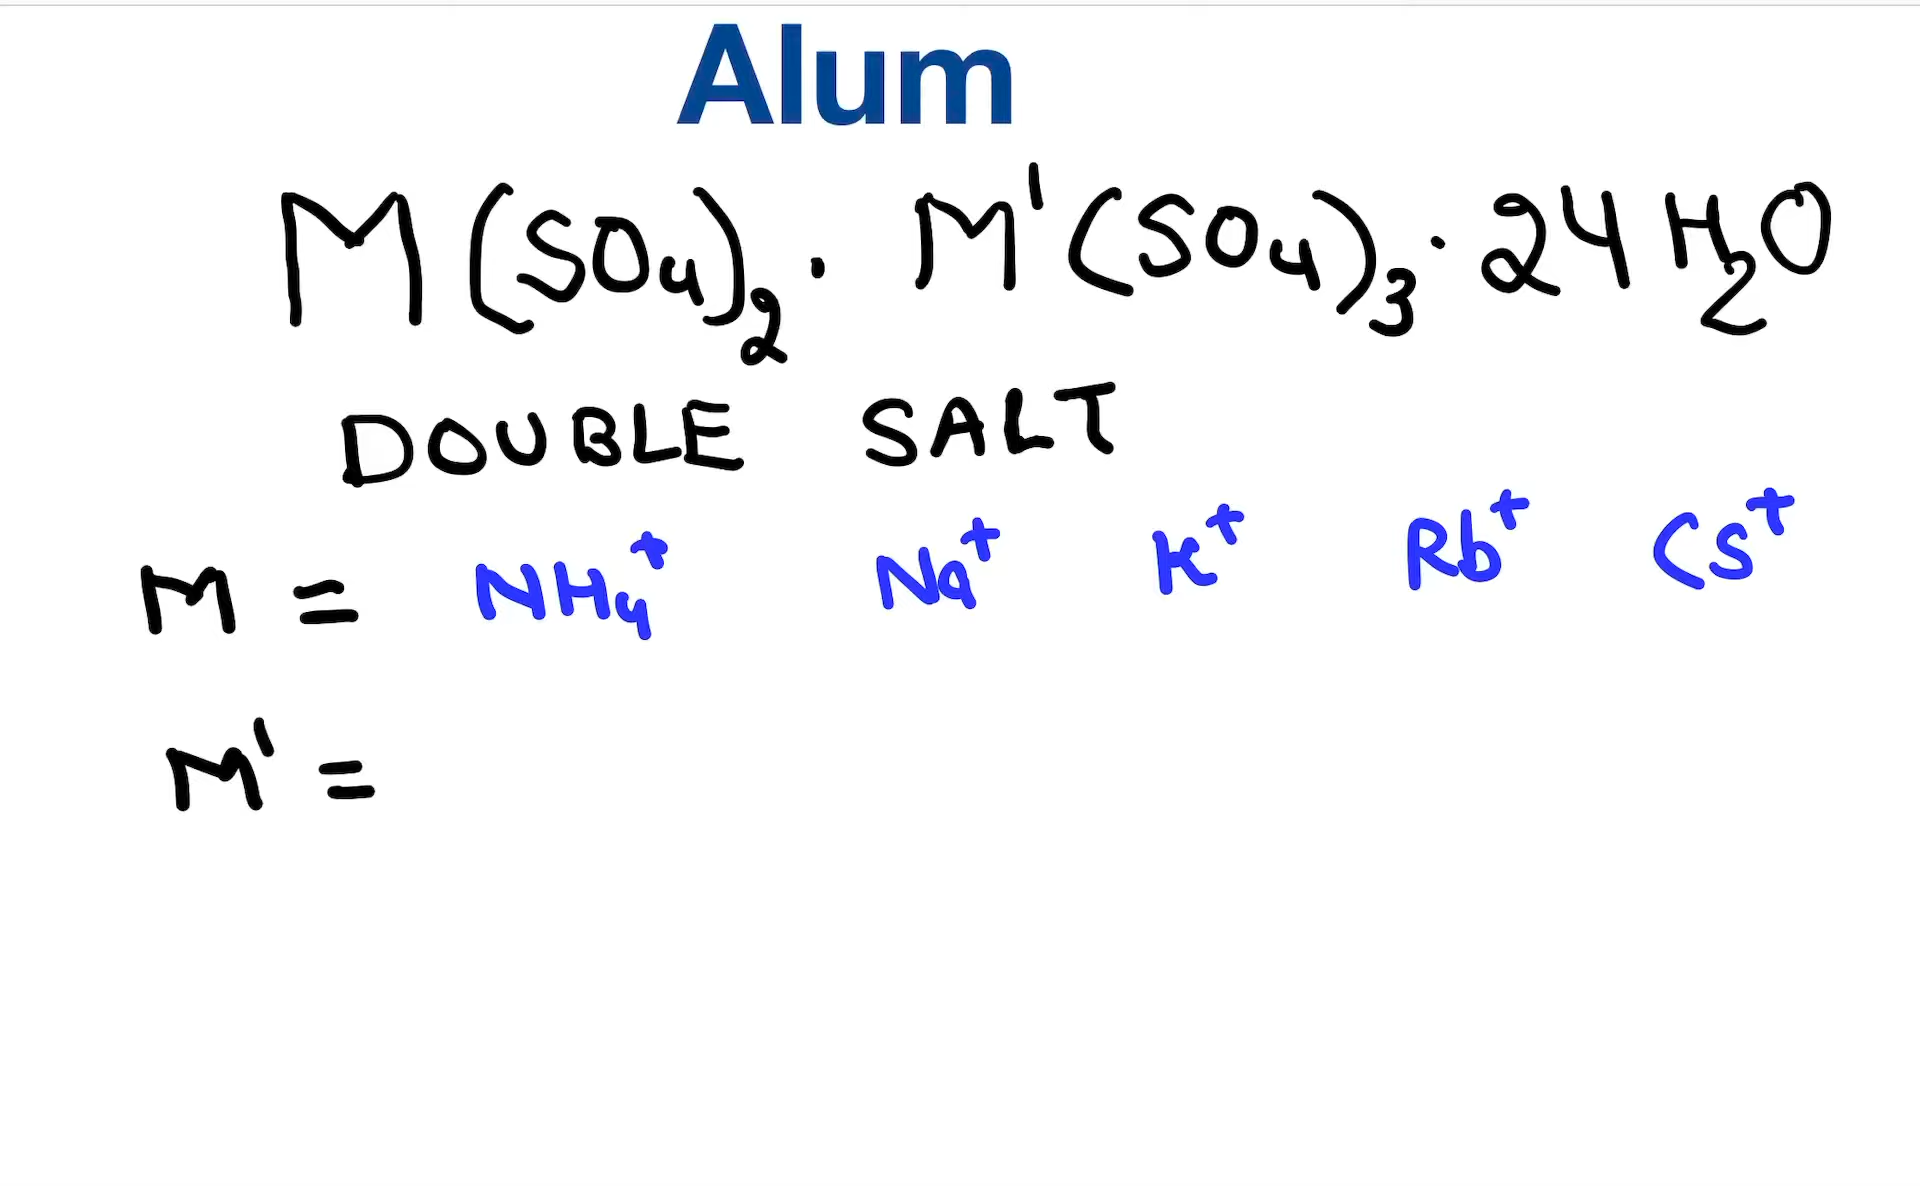 Alum
M(SO₄)₂ · M'(SO₄)₃ · 24H₂O
DOUBLE SALT
M = NH₄⁺ Na⁺ K⁺ Rb⁺ Cs⁺
M' =